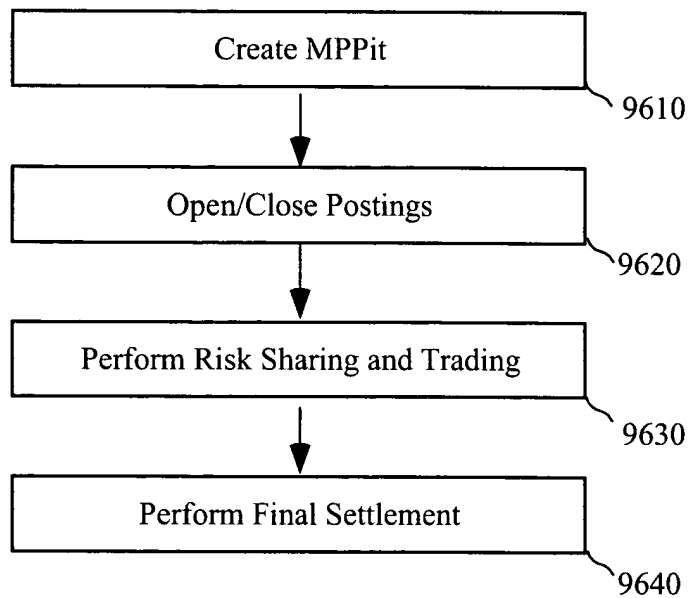 Create MPPit
9610
Open/Close Postings
9620
Perform Risk Sharing and Trading
9630
Perform Final Settlement
9640